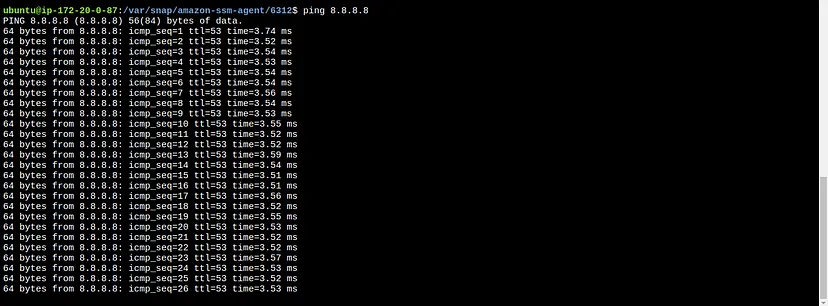 ubuntu@ip-172-20-0-87:/var/snap/amazon-ssm-agent/6312$ ping 8.8.8.8
PING 8.8.8.8 (8.8.8.8) 56(84) bytes of data.
64 bytes from 8.8.8.8: icmp_seq=1 ttl=53 time=3.74 ms
64 bytes from 8.8.8.8: icmp_seq=2 ttl=53 time=3.52 ms
64 bytes from 8.8.8.8: icmp_seq=3 ttl=53 time=3.54 ms
64 bytes from 8.8.8.8: icmp_seq=4 ttl=53 time=3.53 ms
64 bytes from 8.8.8.8: icmp_seq=5 ttl=53 time=3.54 ms
64 bytes from 8.8.8.8: icmp_seq=6 ttl=53 time=3.54 ms
64 bytes from 8.8.8.8: icmp_seq=7 ttl=53 time=3.56 ms
64 bytes from 8.8.8.8: icmp_seq=8 ttl=53 time=3.54 ms
64 bytes from 8.8.8.8: icmp_seq=9 ttl=53 time=3.53 ms
64 bytes from 8.8.8.8: icmp_seq=10 ttl=53 time=3.55 ms
64 bytes from 8.8.8.8: icmp_seq=11 ttl=53 time=3.52 ms
64 bytes from 8.8.8.8: icmp_seq=12 ttl=53 time=3.52 ms
64 bytes from 8.8.8.8: icmp_seq=13 ttl=53 time=3.59 ms
64 bytes from 8.8.8.8: icmp_seq=14 ttl=53 time=3.54 ms
64 bytes from 8.8.8.8: icmp_seq=15 ttl=53 time=3.51 ms
64 bytes from 8.8.8.8: icmp_seq=16 ttl=53 time=3.51 ms
64 bytes from 8.8.8.8: icmp_seq=17 ttl=53 time=3.56 ms
64 bytes from 8.8.8.8: icmp_seq=18 ttl=53 time=3.52 ms
64 bytes from 8.8.8.8: icmp_seq=19 ttl=53 time=3.55 ms
64 bytes from 8.8.8.8: icmp_seq=20 ttl=53 time=3.53 ms
64 bytes from 8.8.8.8: icmp_seq=21 ttl=53 time=3.52 ms
64 bytes from 8.8.8.8: icmp_seq=22 ttl=53 time=3.52 ms
64 bytes from 8.8.8.8: icmp_seq=23 ttl=53 time=3.57 ms
64 bytes from 8.8.8.8: icmp_seq=24 ttl=53 time=3.53 ms
64 bytes from 8.8.8.8: icmp_seq=25 ttl=53 time=3.52 ms
64 bytes from 8.8.8.8: icmp_seq=26 ttl=53 time=3.53 ms